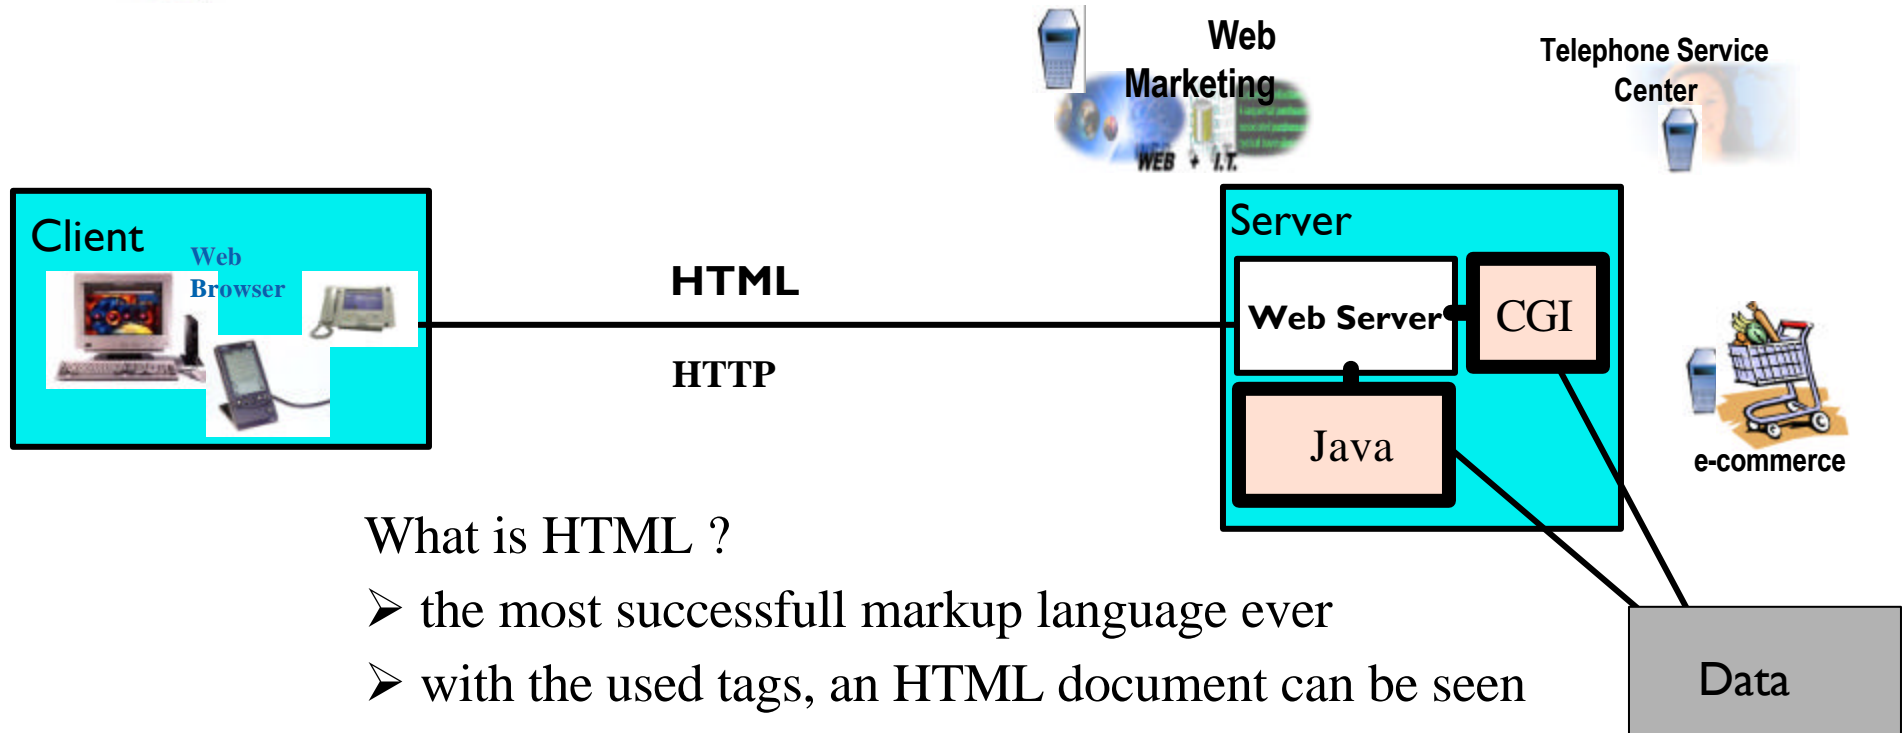 Web
Marketing
WEB + I.T.
Telephone Service
Center
Client
Web
Browser
HTML
HTTP
Server
Web Server
CGI
Java
e-commerce
What is HTML ?
➢ the most successfull markup language ever
➢ with the used tags, an HTML document can be seen
Data